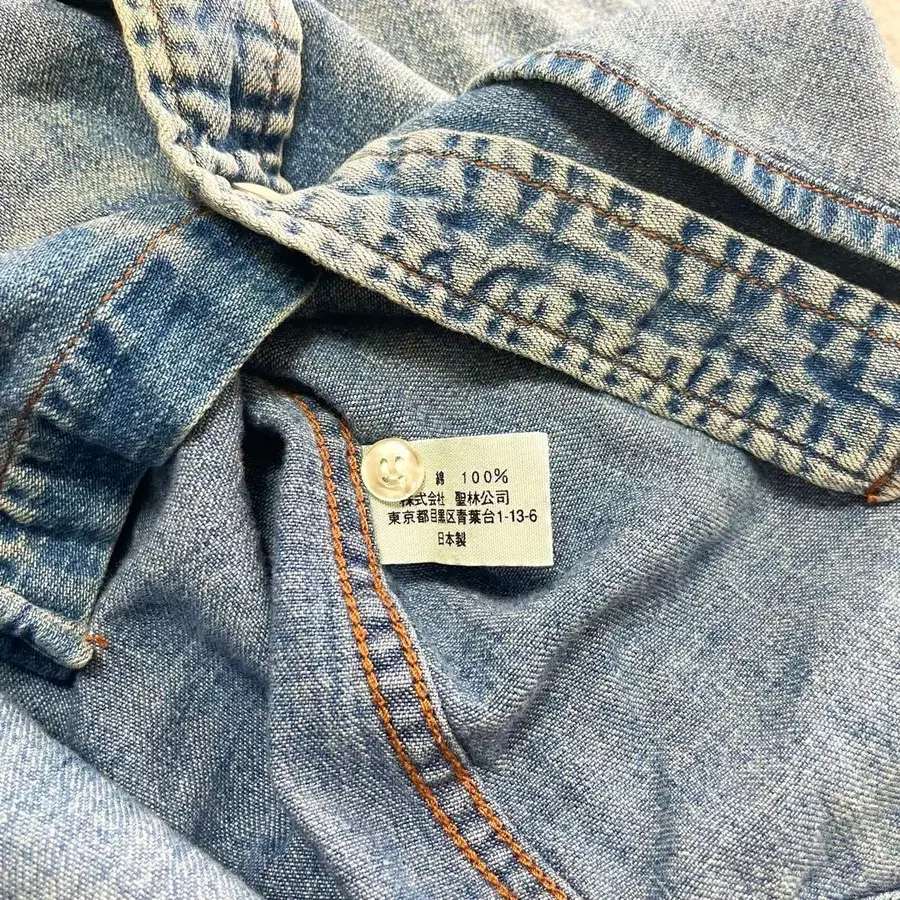 綿 100%
株式会社 聖林公司
東京都目黒区青葉台1-13-6
日本製